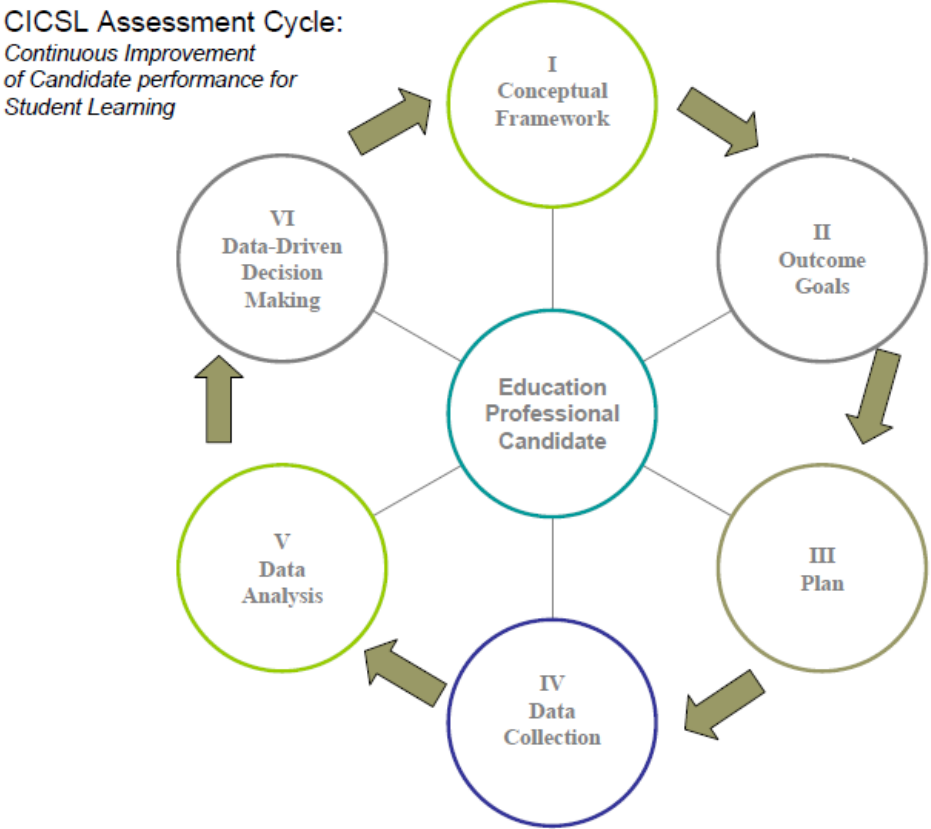 CICSL Assessment Cycle:
Continuous Improvement
of Candidate performance for
Student Learning
I
Conceptual
Framework
II
Outcome
Goals
III
Plan
IV
Data
Collection
V
Data
Analysis
VI
Data-Driven
Decision
Making
Education
Professional
Candidate